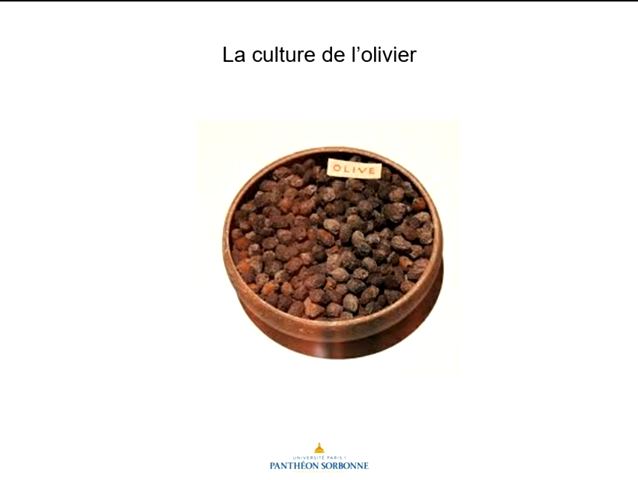 La culture de l’olivier
OLIVE
UNIVERSITÉ PARIS 1
PANTHÉON SORBONNE